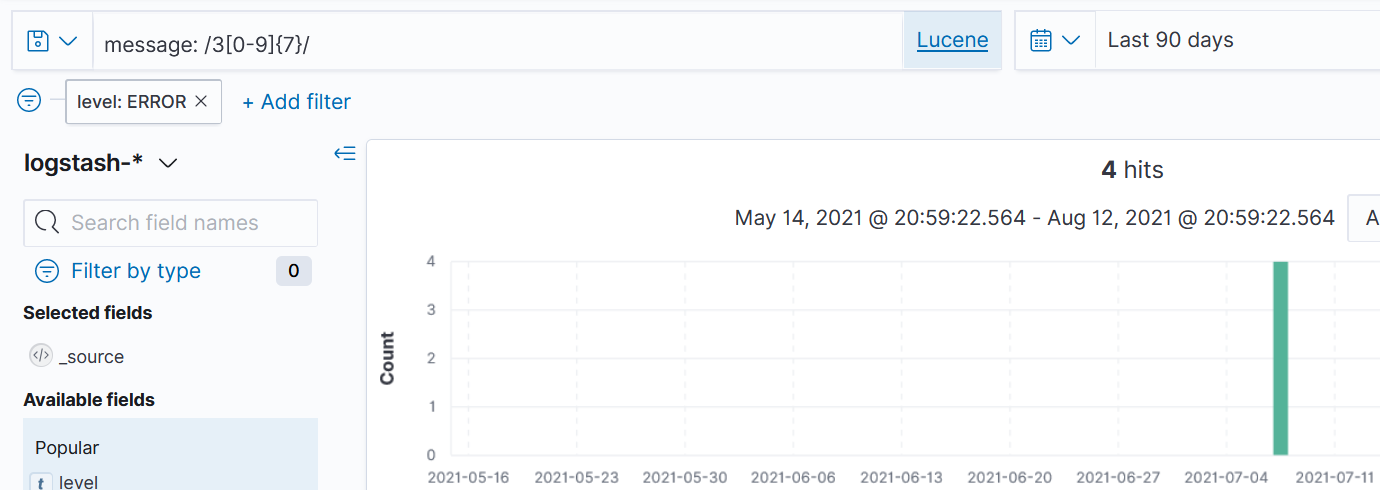 message: /3[0-9]{7}/ Lucene Last 90 days
level: ERROR × + Add filter
logstash-*
4 hits
Search field names
May 14, 2021 @ 20:59:22.564 - Aug 12, 2021 @ 20:59:22.564 A
Filter by type 0
Selected fields
</> _source
Available fields
Popular
t level
Count
4
3
2
1
0
2021-05-16 2021-05-23 2021-05-30 2021-06-06 2021-06-13 2021-06-20 2021-06-27 2021-07-04 2021-07-11